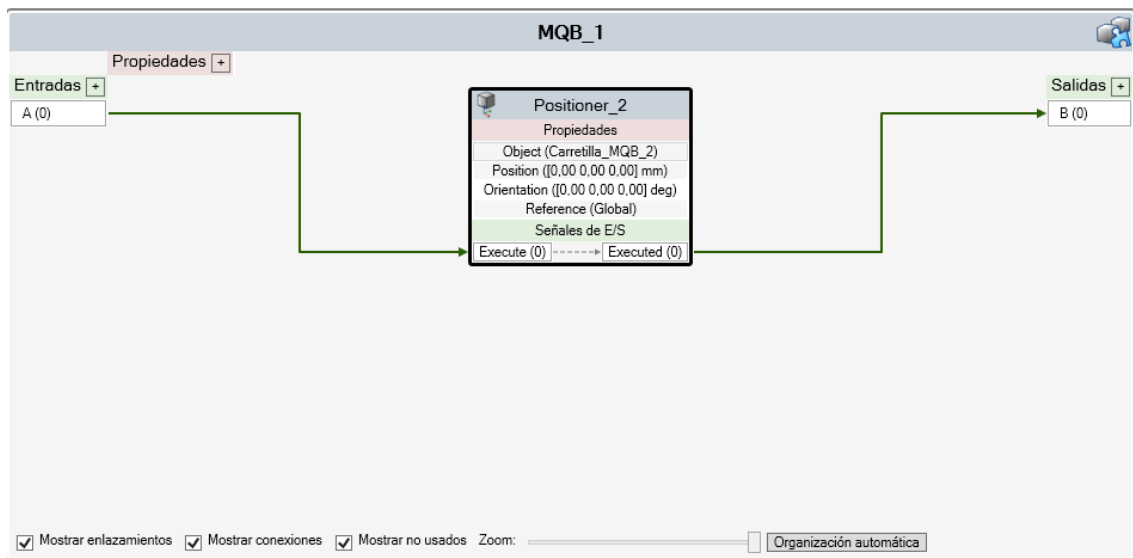 MQB_1
Propiedades +
Entradas +
Salidas +
A (0)
B (0)
Positioner_2
Propiedades
Object (Carretilla_MQB_2)
Position ([0,00 0,00 0,00] mm)
Orientation ([0,00 0,00 0,00] deg)
Reference (Global)
Señales de E/S
Execute (0) Executed (0)
Mostrar enlazamientos Mostrar conexiones Mostrar no usados Zoom: Organización automática